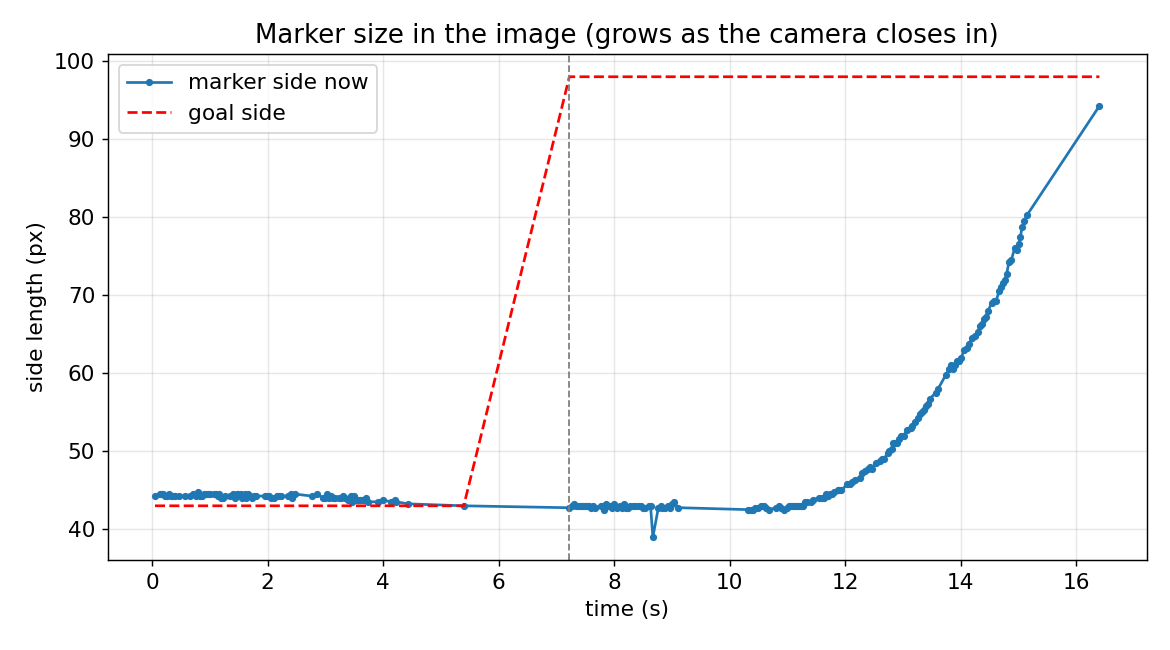 Marker size in the image (grows as the camera closes in)
marker side now
goal side
side length (px)
100
90
80
70
60
50
40
0 2 4 6 8 10 12 14 16
time (s)